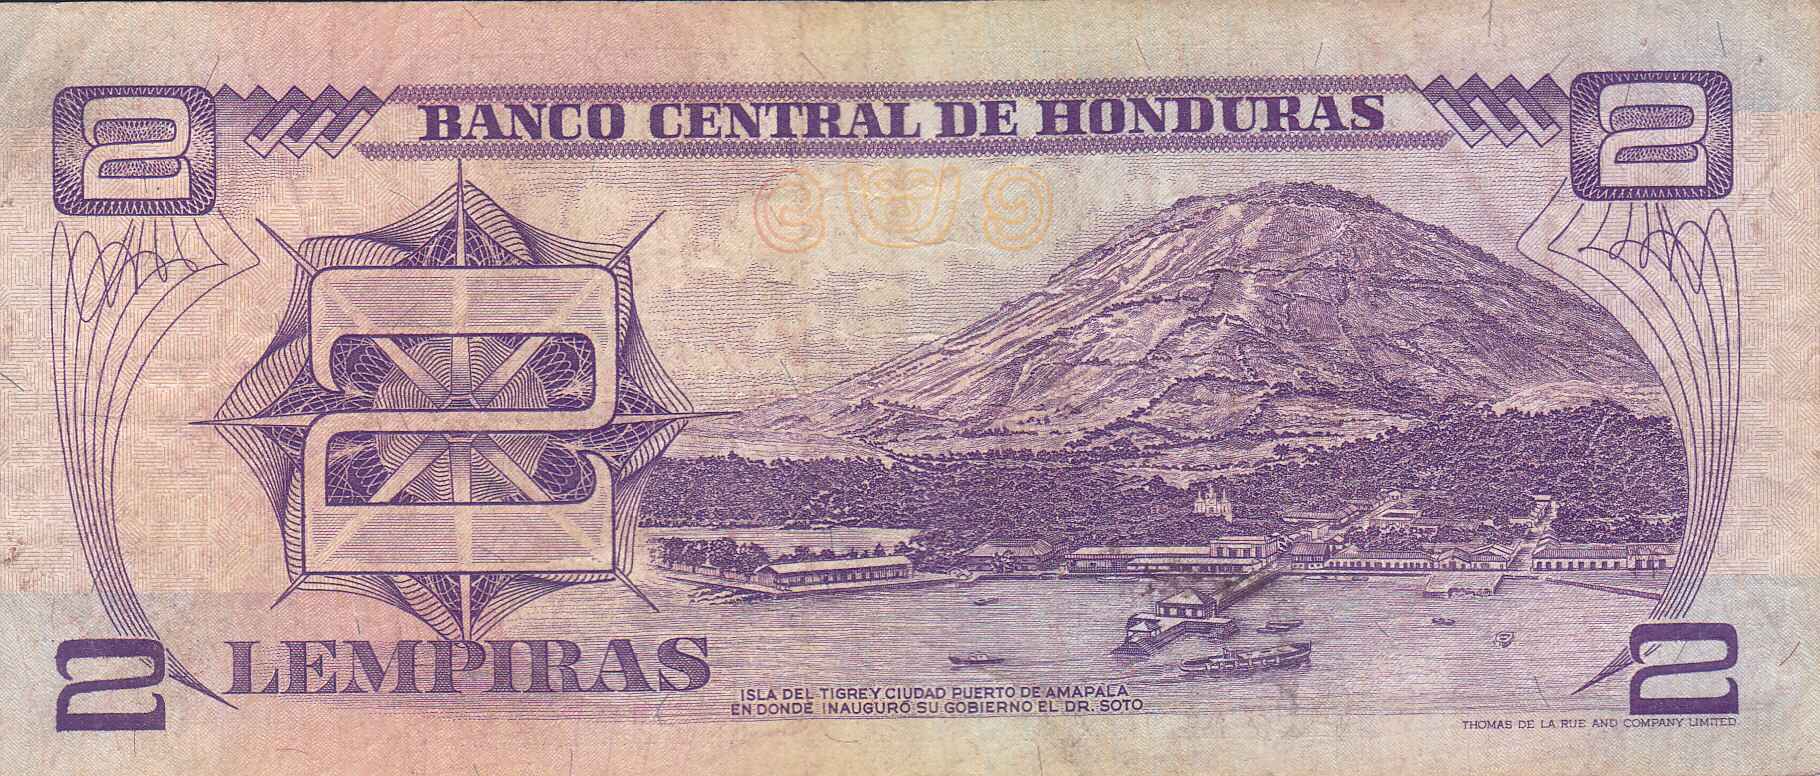 2 BANCO CENTRAL DE HONDURAS 2
2
2 LEMPIRAS 2
ISLA DEL TIGRE Y CIUDAD PUERTO DE AMAPALA
EN DONDE INAUGURÓ SU GOBIERNO EL DR. SOTO
THOMAS DE LA RUE AND COMPANY LIMITED